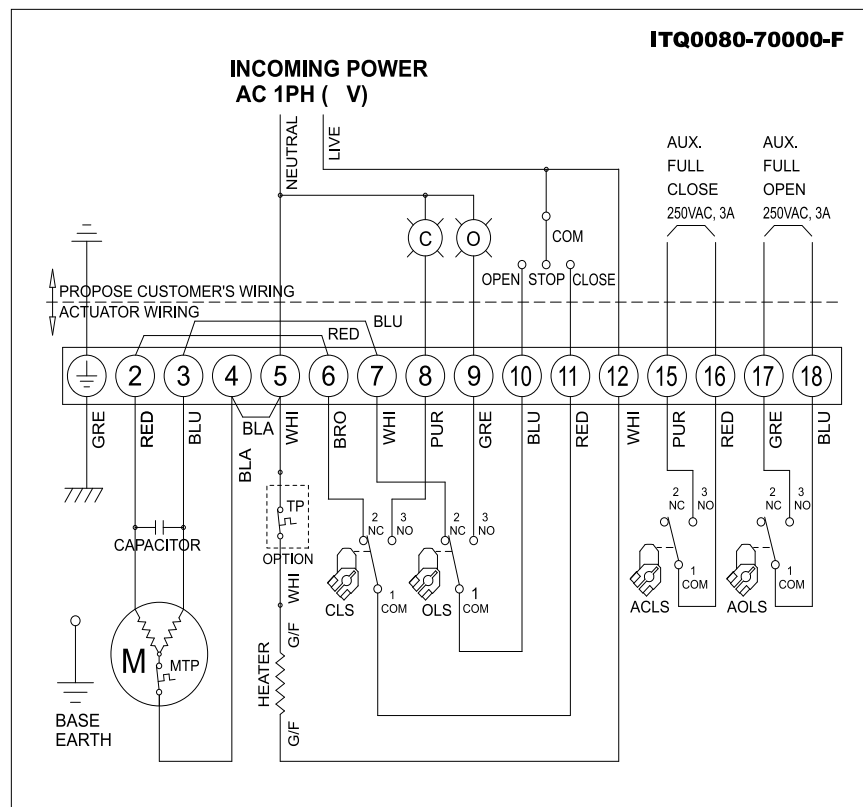 ITQ0080-70000-F
INCOMING POWER
AC 1PH ( V)
NEUTRAL
LIVE
AUX.
FULL
CLOSE
250VAC, 3A
AUX.
FULL
OPEN
250VAC, 3A
C
O
COM
OPEN
STOP
CLOSE
PROPOSE CUSTOMER'S WIRING
ACTUATOR WIRING
BLU
RED
2
3
4
5
6
7
8
9
10
11
12
15
16
17
18
GRE
RED
BLU
BLA
BLA
WHI
BRO
WHI
PUR
GRE
BLU
RED
WHI
PUR
RED
GRE
BLU
CAPACITOR
TP
OPTION
WHI
G/F
HEATER
G/F
2
NC
3
NO
1
COM
CLS
2
NC
3
NO
1
COM
OLS
2
NC
3
NO
1
COM
ACLS
2
NC
3
NO
1
COM
AOLS
M
MTP
BASE
EARTH